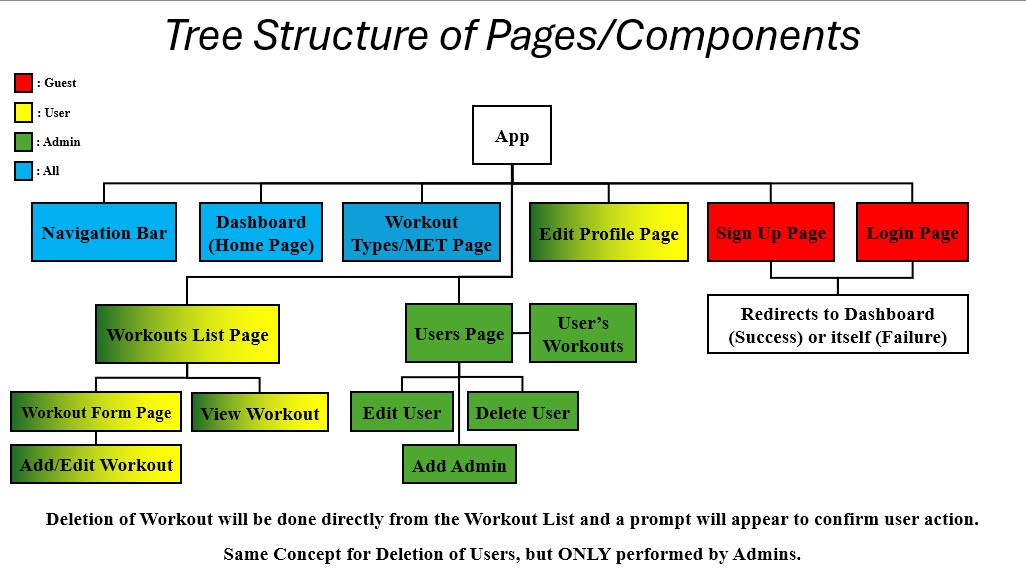 Tree Structure of Pages/Components
: Guest
: User
: Admin
: All
App
Navigation Bar
Dashboard
(Home Page)
Workout
Types/MET Page
Edit Profile Page
Sign Up Page
Login Page
Redirects to Dashboard
(Success) or itself (Failure)
Workouts List Page
Users Page
User’s
Workouts
Workout Form Page
View Workout
Edit User
Delete User
Add/Edit Workout
Add Admin
Deletion of Workout will be done directly from the Workout List and a prompt will appear to confirm user action.
Same Concept for Deletion of Users, but ONLY performed by Admins.